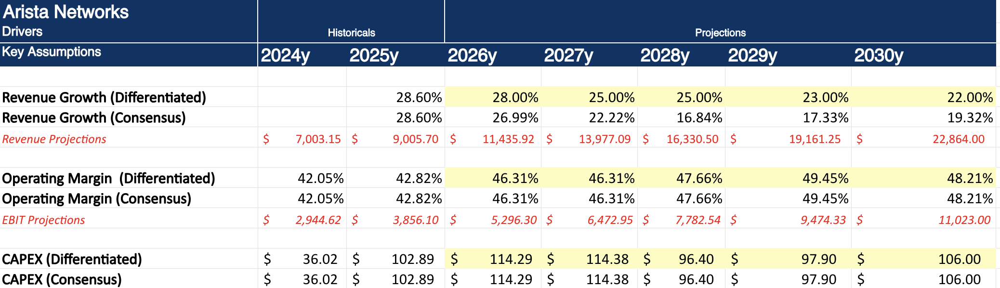 Arista Networks
Drivers Historicals Projections
Key Assumptions 2024y 2025y 2026y 2027y 2028y 2029y 2030y
Revenue Growth (Differentiated) 28.60% 28.00% 25.00% 25.00% 23.00% 22.00%
Revenue Growth (Consensus) 28.60% 26.99% 22.22% 16.84% 17.33% 19.32%
Revenue Projections $ 7,003.15 $ 9,005.70 $ 11,435.92 $ 13,977.09 $ 16,330.50 $ 19,161.25 $ 22,864.00
Operating Margin (Differentiated) 42.05% 42.82% 46.31% 46.31% 47.66% 49.45% 48.21%
Operating Margin (Consensus) 42.05% 42.82% 46.31% 46.31% 47.66% 49.45% 48.21%
EBIT Projections $ 2,944.62 $ 3,856.10 $ 5,296.30 $ 6,472.95 $ 7,782.54 $ 9,474.33 $ 11,023.00
CAPEX (Differentiated) $ 36.02 $ 102.89 $ 114.29 $ 114.38 $ 96.40 $ 97.90 $ 106.00
CAPEX (Consensus) $ 36.02 $ 102.89 $ 114.29 $ 114.38 $ 96.40 $ 97.90 $ 106.00